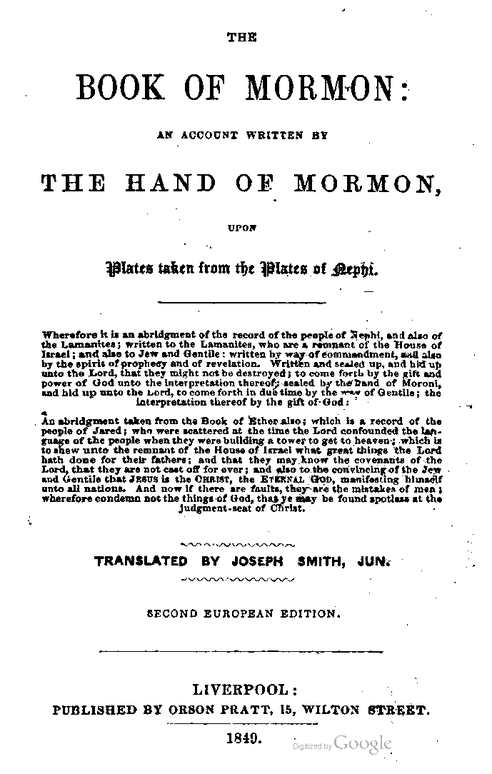 THE
BOOK OF MORMON:
AN ACCOUNT WRITTEN BY
THE HAND OF MORMON,
UPON
Plates taken from the Plates of Nephi.
Wherefore it is an abridgment of the record of the people of Nephi, and also of
the Lamanites; written to the Lamanites, who are a remnant of the House of
Israel; and also to Jew and Gentile: written by way of commandment, and also
by the spirit of prophecy and of revelation. Written and sealed up, and hid up
unto the Lord, that they might not be destroyed; to come forth by the gift and
power of God unto the interpretation thereof; sealed by the hand of Moroni,
and hid up unto the Lord, to come forth in due time by the way of Gentile; the
interpretation thereof by the gift of God:
An abridgment taken from the Book of Ether also; which is a record of the
people of Jared; who were scattered at the time the Lord confounded the lan-
guage of the people when they were building a tower to get to heaven; which is
to shew unto the remnant of the House of Israel what great things the Lord
hath done for their fathers; and that they may know the covenants of the
Lord, that they are not cast off for ever; and also to the convincing of the Jew
and Gentile that JESUS is the CHRIST, the ETERNAL GOD, manifesting himself
unto all nations. And now if there are faults, they are the mistakes of men;
wherefore condemn not the things of God, that ye may be found spotless at the
judgment-seat of Christ.
TRANSLATED BY JOSEPH SMITH, JUN.
SECOND EUROPEAN EDITION.
LIVERPOOL:
PUBLISHED BY ORSON PRATT, 15, WILTON STREET.
1849.
Digitized by Google